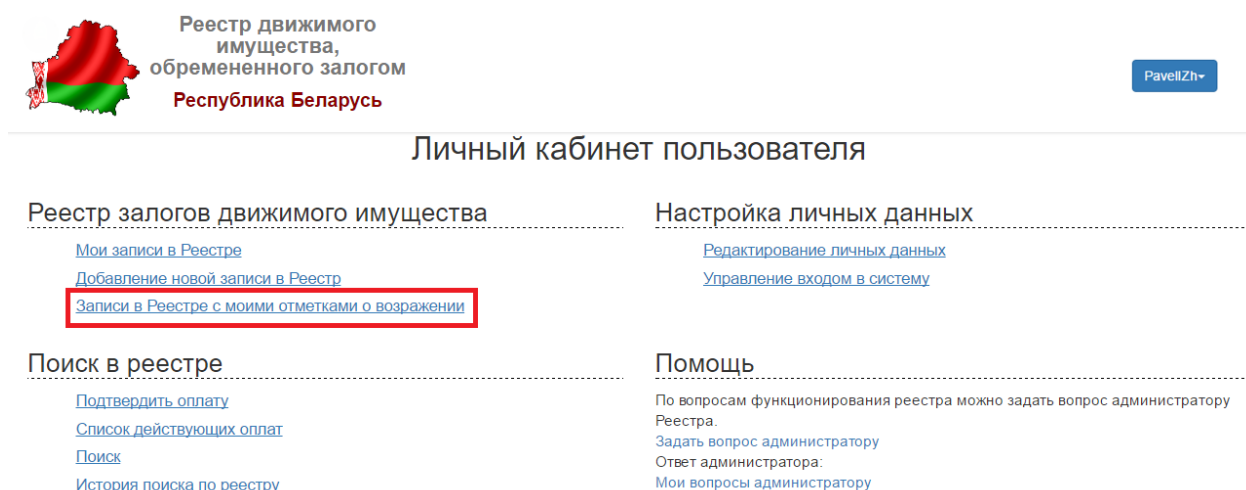 Реестр движимого
имущества,
обремененного залогом
Республика Беларусь
PavelIZh
Личный кабинет пользователя
Реестр залогов движимого имущества
Мои записи в Реестре
Добавление новой записи в Реестр
Записи в Реестре с моими отметками о возражении
Настройка личных данных
Редактирование личных данных
Управление входом в систему
Поиск в реестре
Подтвердить оплату
Список действующих оплат
Поиск
История поиска по реестру
Помощь
По вопросам функционирования реестра можно задать вопрос администратору
Реестра.
Задать вопрос администратору
Ответ администратора:
Мои вопросы администратору